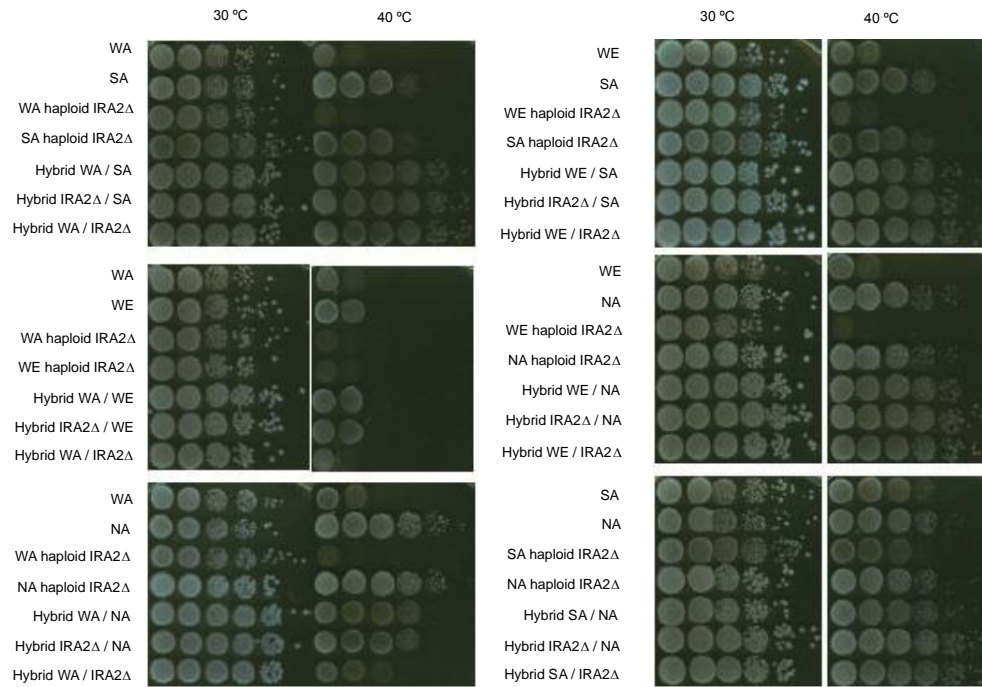 30 ºC
40 ºC
WA
SA
WA haploid IRA2Δ
SA haploid IRA2Δ
Hybrid WA / SA
Hybrid IRA2Δ / SA
Hybrid WA / IRA2Δ
WA
WE
WA haploid IRA2Δ
WE haploid IRA2Δ
Hybrid WA / WE
Hybrid IRA2Δ / WE
Hybrid WA / IRA2Δ
WA
NA
WA haploid IRA2Δ
NA haploid IRA2Δ
Hybrid WA / NA
Hybrid IRA2Δ / NA
Hybrid WA / IRA2Δ
30 ºC
40 ºC
WE
SA
WE haploid IRA2Δ
SA haploid IRA2Δ
Hybrid WE / SA
Hybrid IRA2Δ / SA
Hybrid WE / IRA2Δ
WE
NA
WE haploid IRA2Δ
NA haploid IRA2Δ
Hybrid WE / NA
Hybrid IRA2Δ / NA
Hybrid WE / IRA2Δ
SA
NA
SA haploid IRA2Δ
NA haploid IRA2Δ
Hybrid SA / NA
Hybrid IRA2Δ / NA
Hybrid SA / IRA2Δ